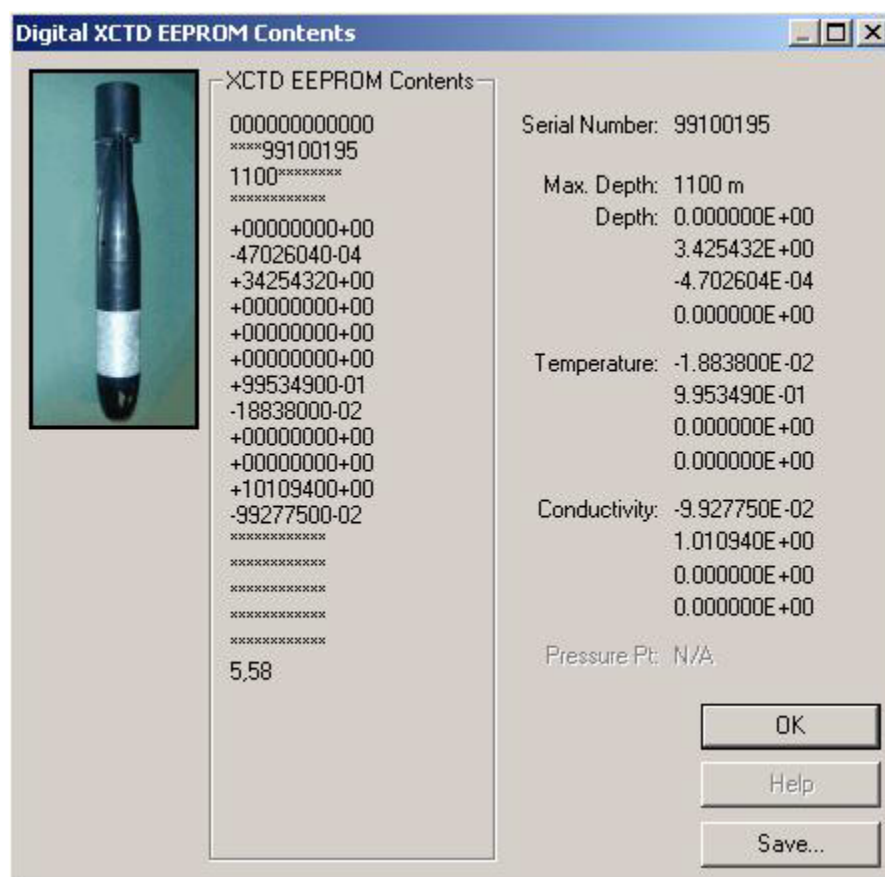 Digital XCTD EEPROM Contents
XCTD EEPROM Contents
000000000000
****99100195
1100********
************
+00000000+00
-47026040-04
+34254320+00
+00000000+00
+00000000+00
+00000000+00
+99534900-01
-18838000-02
+00000000+00
+00000000+00
+10109400+00
-99277500-02
************
************
************
************
************
5,58
Serial Number: 99100195
Max. Depth: 1100 m
Depth: 0.000000E+00
3.425432E+00
-4.702604E-04
0.000000E+00
Temperature: -1.883800E-02
9.953490E-01
0.000000E+00
0.000000E+00
Conductivity: -9.927750E-02
1.010940E+00
0.000000E+00
0.000000E+00
Pressure Pt: N/A
OK
Help
Save...